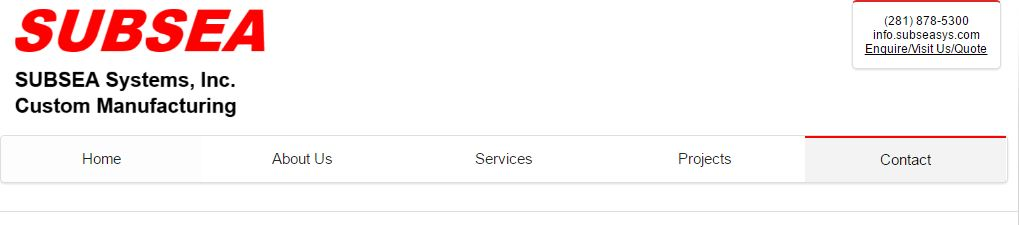 SUBSEA
SUBSEA Systems, Inc.
Custom Manufacturing
(281) 878-5300
info.subseasys.com
Enquire/Visit Us/Quote
Home About Us Services Projects Contact